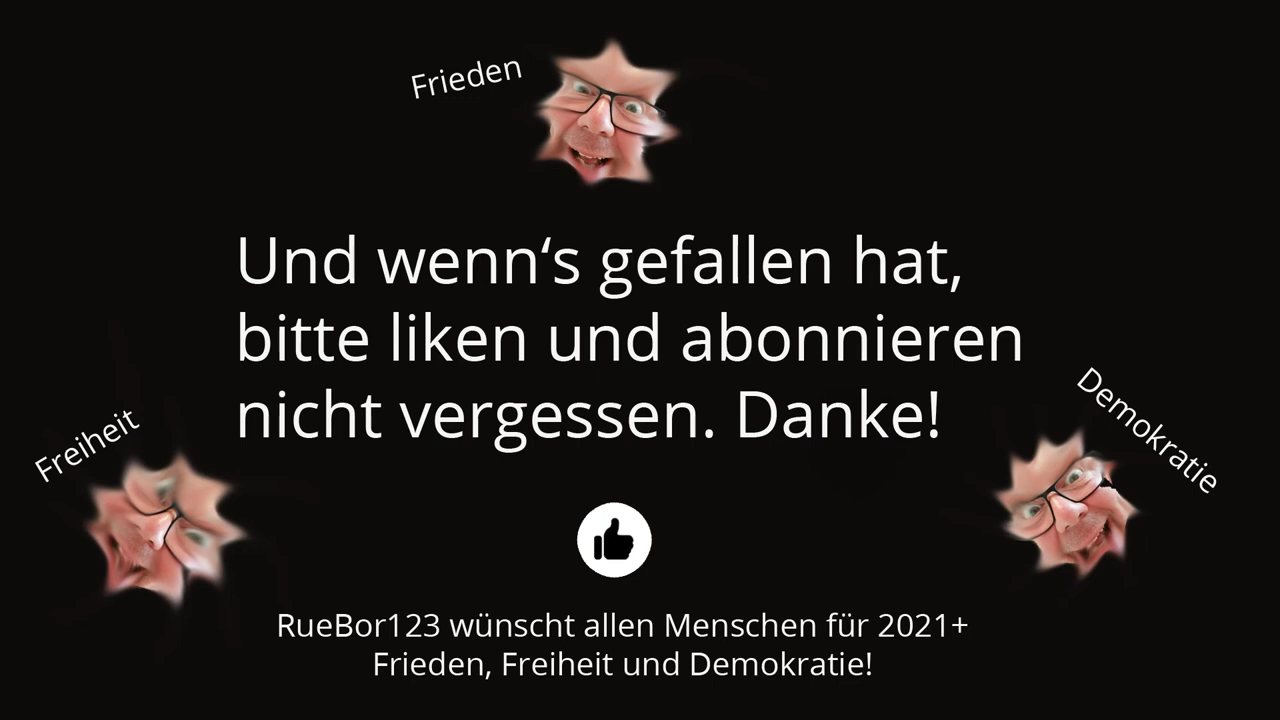 Frieden
Und wenn‘s gefallen hat,
bitte liken und abonnieren
nicht vergessen. Danke!
Freiheit
Demokratie
RueBor123 wünscht allen Menschen für 2021+
Frieden, Freiheit und Demokratie!